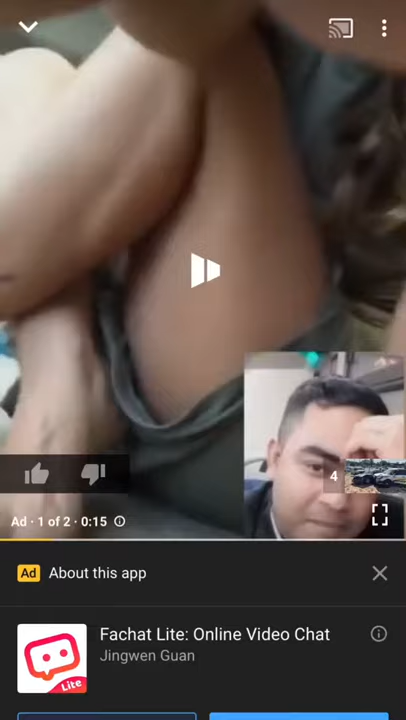 4
Ad · 1 of 2 · 0:15
Ad About this app
Fachat Lite: Online Video Chat
Jingwen Guan
Lite